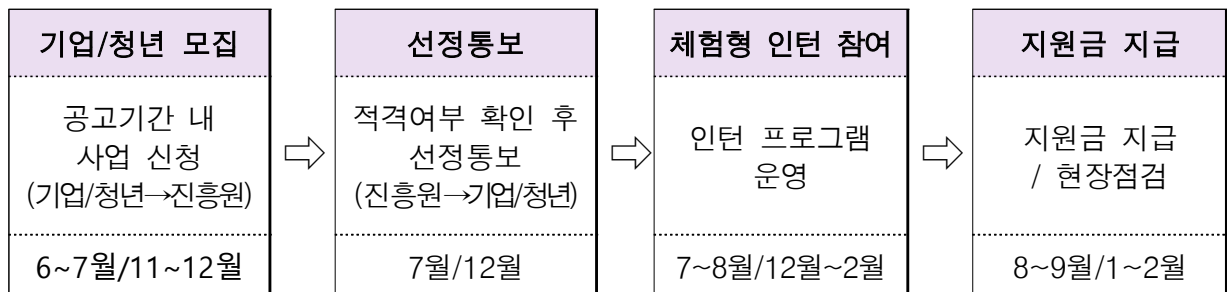 기업/청년 모집
공고기간 내
사업 신청
(기업/청년→진흥원)
6~7월/11~12월
⇨
선정통보
적격여부 확인 후
선정통보
(진흥원→기업/청년)
7월/12월
⇨
체험형 인턴 참여
인턴 프로그램
운영
7~8월/12월~2월
⇨
지원금 지급
지원금 지급
/ 현장점검
8~9월/1~2월